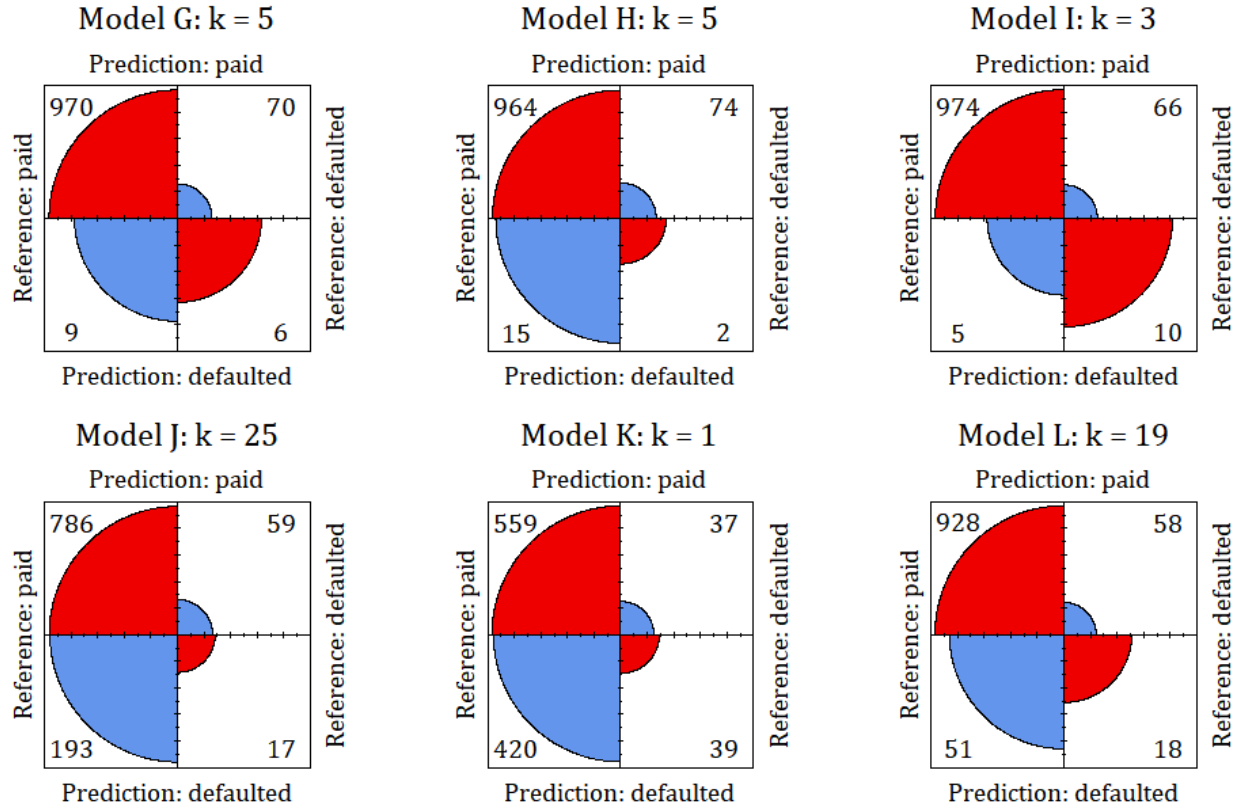 Model G: k = 5
Prediction: paid
Reference: paid
970
70
9
6
Reference: defaulted
Prediction: defaulted
Model H: k = 5
Prediction: paid
Reference: paid
964
74
15
2
Reference: defaulted
Prediction: defaulted
Model I: k = 3
Prediction: paid
Reference: paid
974
66
5
10
Reference: defaulted
Prediction: defaulted
Model J: k = 25
Prediction: paid
Reference: paid
786
59
193
17
Reference: defaulted
Prediction: defaulted
Model K: k = 1
Prediction: paid
Reference: paid
559
37
420
39
Reference: defaulted
Prediction: defaulted
Model L: k = 19
Prediction: paid
Reference: paid
928
58
51
18
Reference: defaulted
Prediction: defaulted